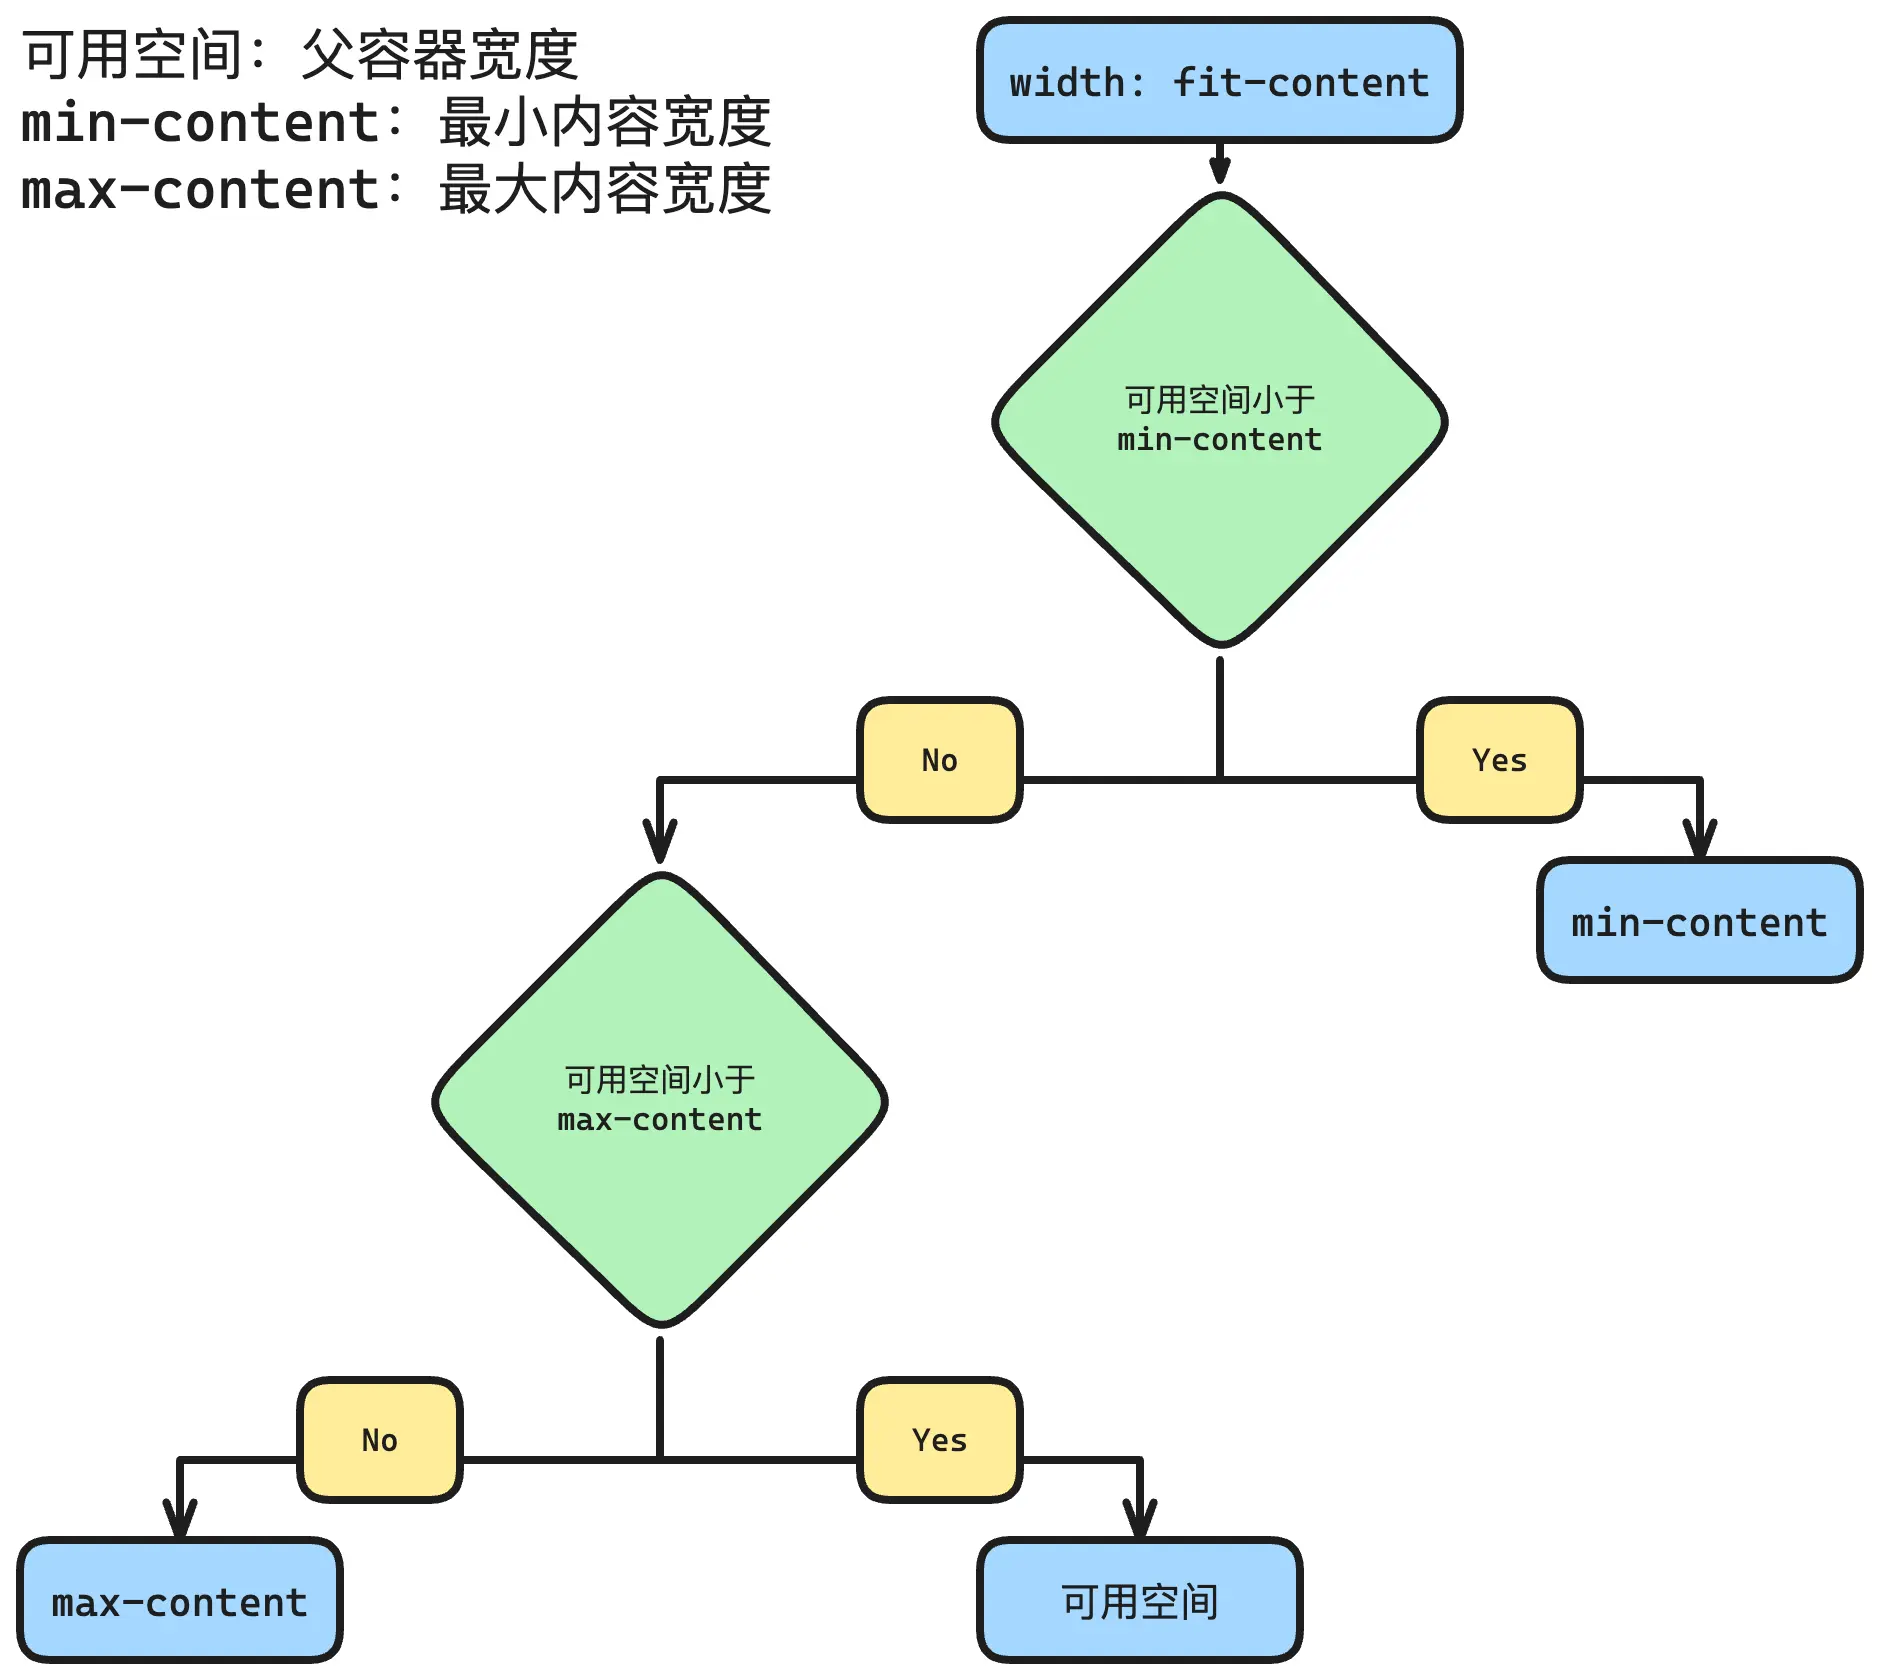 可用空间：父容器宽度
min-content：最小内容宽度
max-content：最大内容宽度
width: fit-content
可用空间小于
min-content
No
Yes
min-content
可用空间小于
max-content
No
Yes
max-content
可用空间